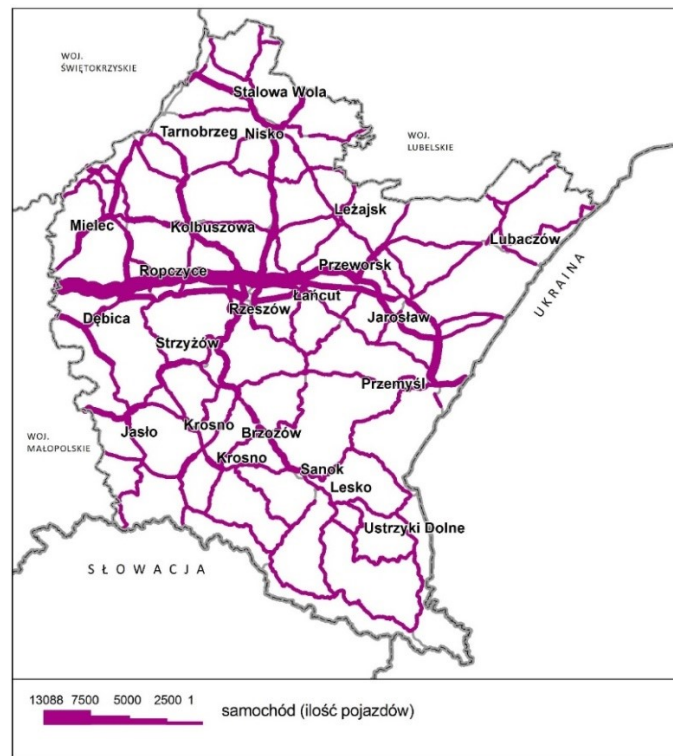 WOJ.
ŚWIĘTOKRZYSKIE
Stalowa Wola
Tarnobrzeg
Nisko
WOJ.
LUBELSKIE
Mielec
Kolbuszowa
Leżajsk
Lubaczów
Ropczyce
Przeworsk
UKRAINA
Rzeszów
Łańcut
Dębica
Jarosław
Strzyżów
Przemyśl
WOJ.
MAŁOPOLSKIE
Jasło
Krosno
Brzozów
Krosno
Sanok
Lesko
Ustrzyki Dolne
SŁOWACJA
13088 7500 5000 2500 1
samochód (ilość pojazdów)